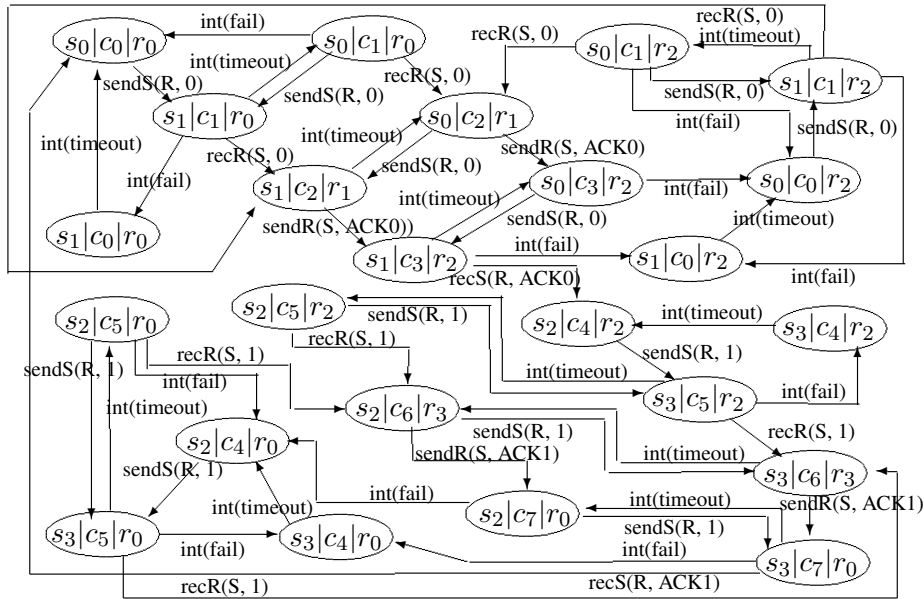 int(fail)
recR(S, 0)
s0|c0|r0
s0|c1|r0
recR(S, 0)
s0|c1|r2
int(timeout)
int(timeout)
sendS(R, 0)
recR(S, 0)
s1|c1|r2
sendS(R, 0)
sendS(R, 0)
s1|c1|r0
s0|c2|r1
int(fail)
sendS(R, 0)
int(timeout)
int(timeout)
recR(S, 0)
sendR(S, ACK0)
sendS(R, 0)
int(fail)
s1|c2|r1
int(timeout)
s0|c3|r2
int(fail)
s0|c0|r2
s1|c0|r0
sendS(R, 0)
int(timeout)
sendR(S, ACK0))
int(fail)
s1|c3|r2
s1|c0|r2
int(fail)
recS(R, ACK0)
s2|c5|r0
s2|c5|r2
sendS(R, 1)
s2|c4|r2
int(timeout)
s3|c4|r2
recR(S, 1)
recR(S, 1)
sendS(R, 1)
sendS(R, 1)
int(fail)
int(timeout)
int(timeout)
s2|c6|r3
s3|c5|r2
int(fail)
s2|c4|r0
sendS(R, 1)
recR(S, 1)
sendR(S, ACK1)
int(timeout)
sendS(R, 1)
s3|c6|r3
int(timeout)
int(fail)
int(timeout)
sendR(S, ACK1)
s2|c7|r0
s3|c5|r0
s3|c4|r0
sendS(R, 1)
int(fail)
int(fail)
s3|c7|r0
recR(S, 1)
recS(R, ACK1)